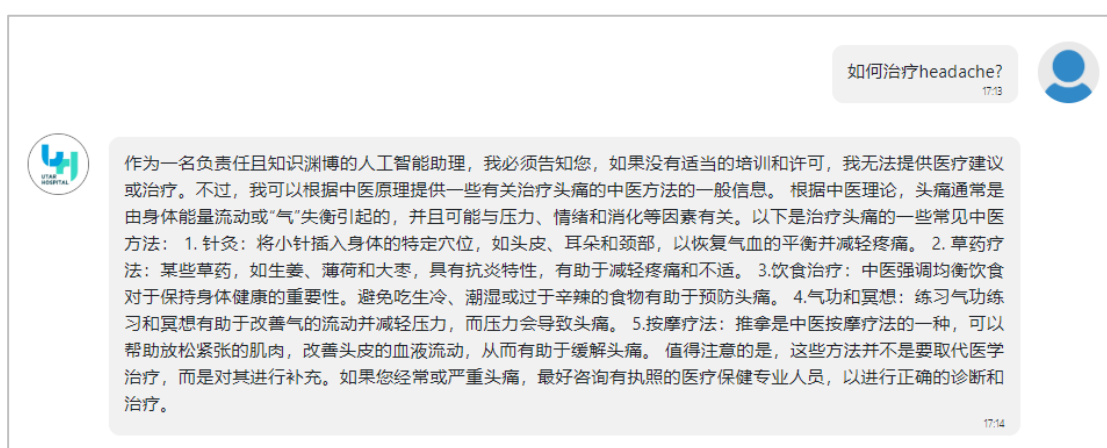 如何治疗headache?
17:13
UTAR
HOSPITAL
作为一名负责任且知识渊博的人工智能助理，我必须告知您，如果没有适当的培训和许可，我无法提供医疗建议
或治疗。不过，我可以根据中医原理提供一些有关治疗头痛的中医方法的一般信息。 根据中医理论，头痛通常是
由身体能量流动或“气”失衡引起的，并且可能与压力、情绪和消化等因素有关。以下是治疗头痛的一些常见中医
方法： 1. 针灸：将小针插入身体的特定穴位，如头皮、耳朵和颈部，以恢复气血的平衡并减轻疼痛。 2. 草药疗
法：某些草药，如生姜、薄荷和大枣，具有抗炎特性，有助于减轻疼痛和不适。 3.饮食治疗：中医强调均衡饮食
对于保持身体健康的重要性。避免吃生冷、潮湿或过于辛辣的食物有助于预防头痛。 4.气功和冥想：练习气功练
习和冥想有助于改善气的流动并减轻压力，而压力会导致头痛。 5.按摩疗法：推拿是中医按摩疗法的一种，可以
帮助放松紧张的肌肉，改善头皮的血液流动，从而有助于缓解头痛。 值得注意的是，这些方法并不是要取代医学
治疗，而是对其进行补充。如果您经常或严重头痛，最好咨询有执照的医疗保健专业人员，以进行正确的诊断和
治疗。
17:14